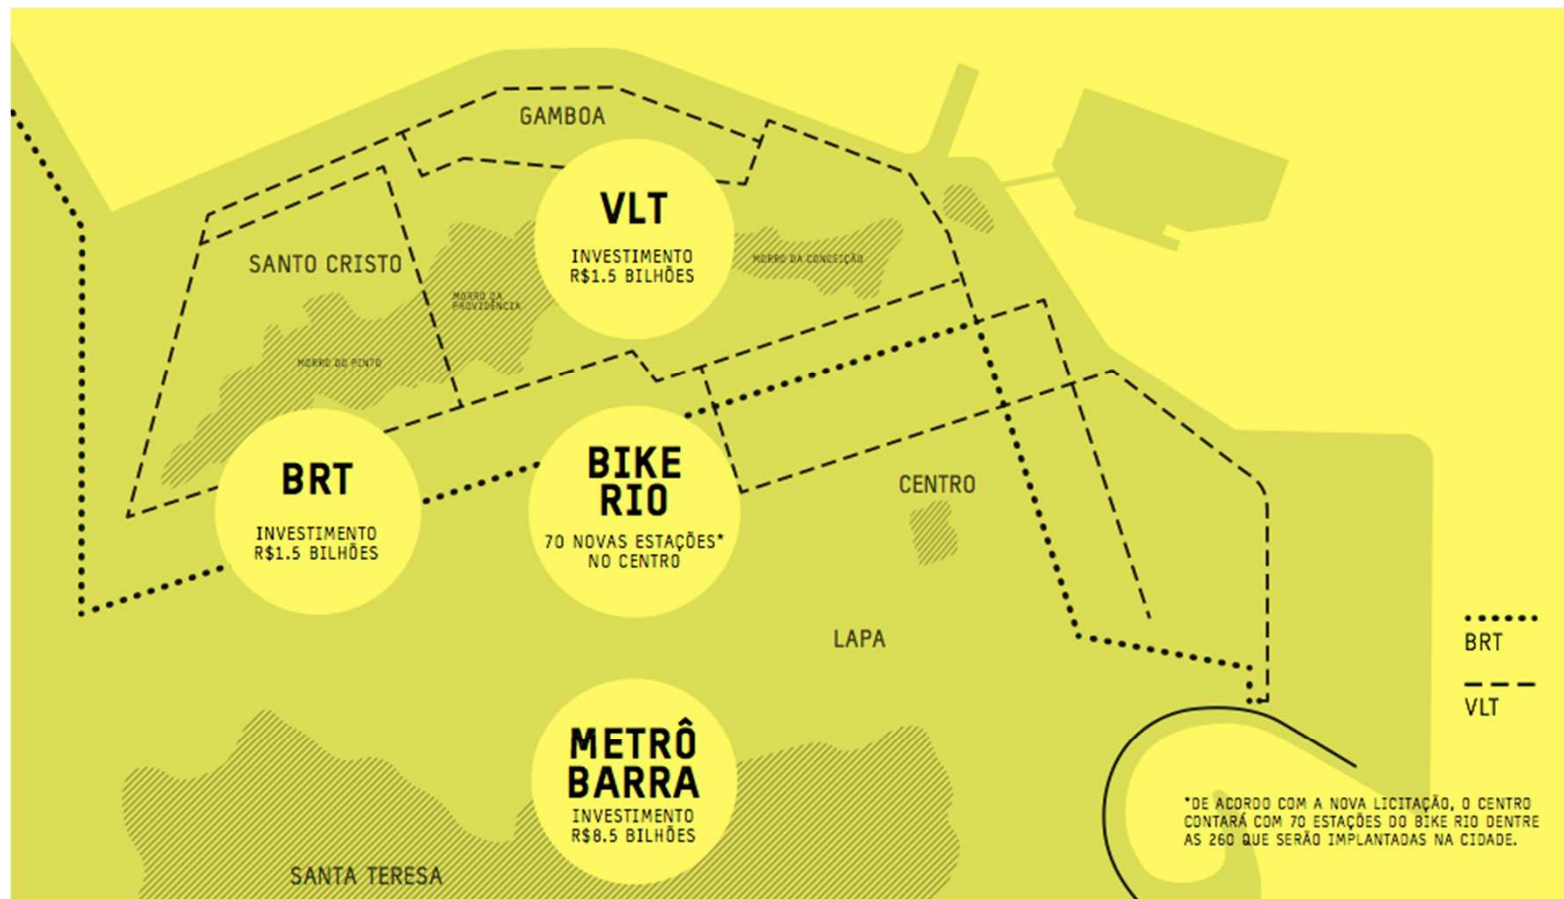 GAMBOA
VLT
INVESTIMENTO
R$1.5 BILHÕES
SANTO CRISTO
MORRO DA CONCEIÇÃO
MORRO DA
PROVIDÊNCIA
MORRO DO PINTO
BRT
INVESTIMENTO
R$1.5 BILHÕES
BIKE
RIO
70 NOVAS ESTAÇÕES*
NO CENTRO
CENTRO
LAPA
BRT
VLT
METRÔ
BARRA
INVESTIMENTO
R$8.5 BILHÕES
*DE ACORDO COM A NOVA LICITAÇÃO, O CENTRO
CONTARÁ COM 70 ESTAÇÕES DO BIKE RIO DENTRE
AS 260 QUE SERÃO IMPLANTADAS NA CIDADE.
SANTA TERESA